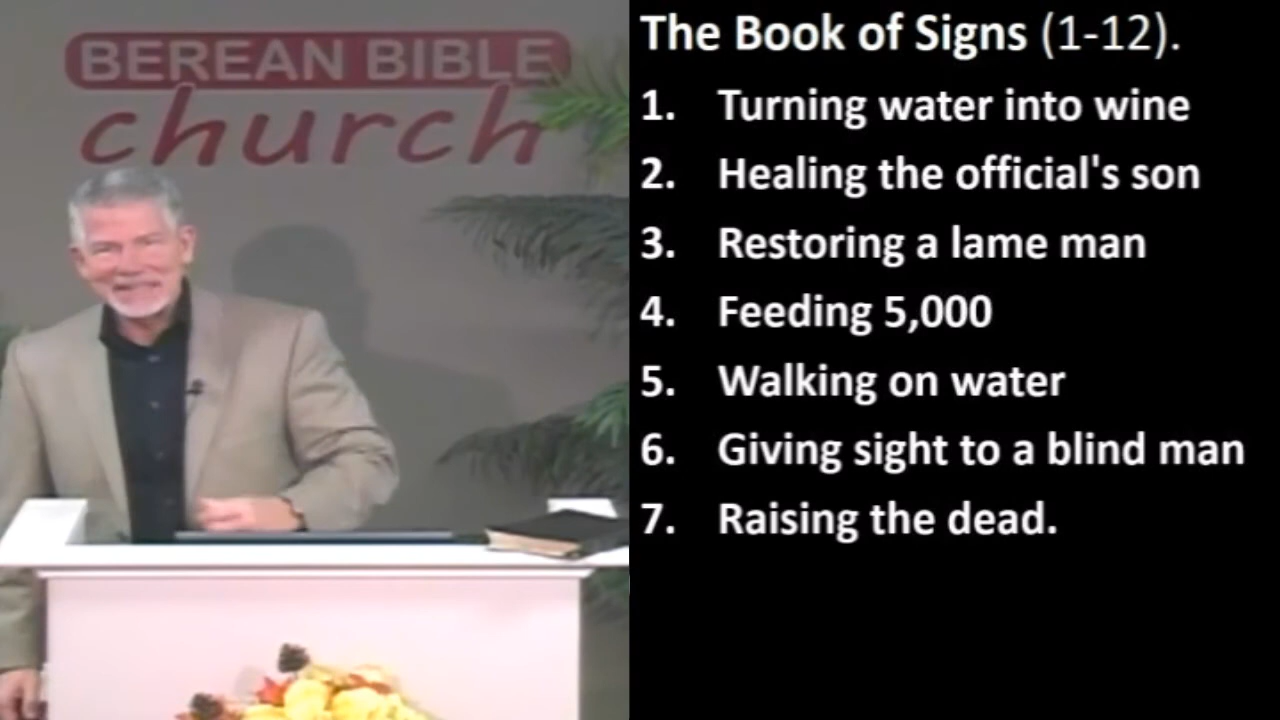 BEREAN BIBLE
church
The Book of Signs (1-12).
1. Turning water into wine
2. Healing the official's son
3. Restoring a lame man
4. Feeding 5,000
5. Walking on water
6. Giving sight to a blind man
7. Raising the dead.